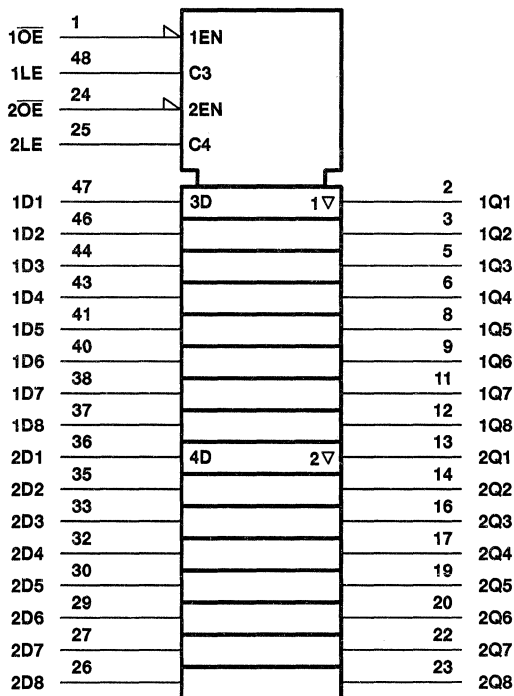 1O̅E̅ 1 1EN
1LE 48 C3
2O̅E̅ 24 2EN
2LE 25 C4
1D1 47 3D 1▽ 2 1Q1
1D2 46 3 1Q2
1D3 44 5 1Q3
1D4 43 6 1Q4
1D5 41 8 1Q5
1D6 40 9 1Q6
1D7 38 11 1Q7
1D8 37 12 1Q8
2D1 36 4D 2▽ 13 2Q1
2D2 35 14 2Q2
2D3 33 16 2Q3
2D4 32 17 2Q4
2D5 30 19 2Q5
2D6 29 20 2Q6
2D7 27 22 2Q7
2D8 26 23 2Q8